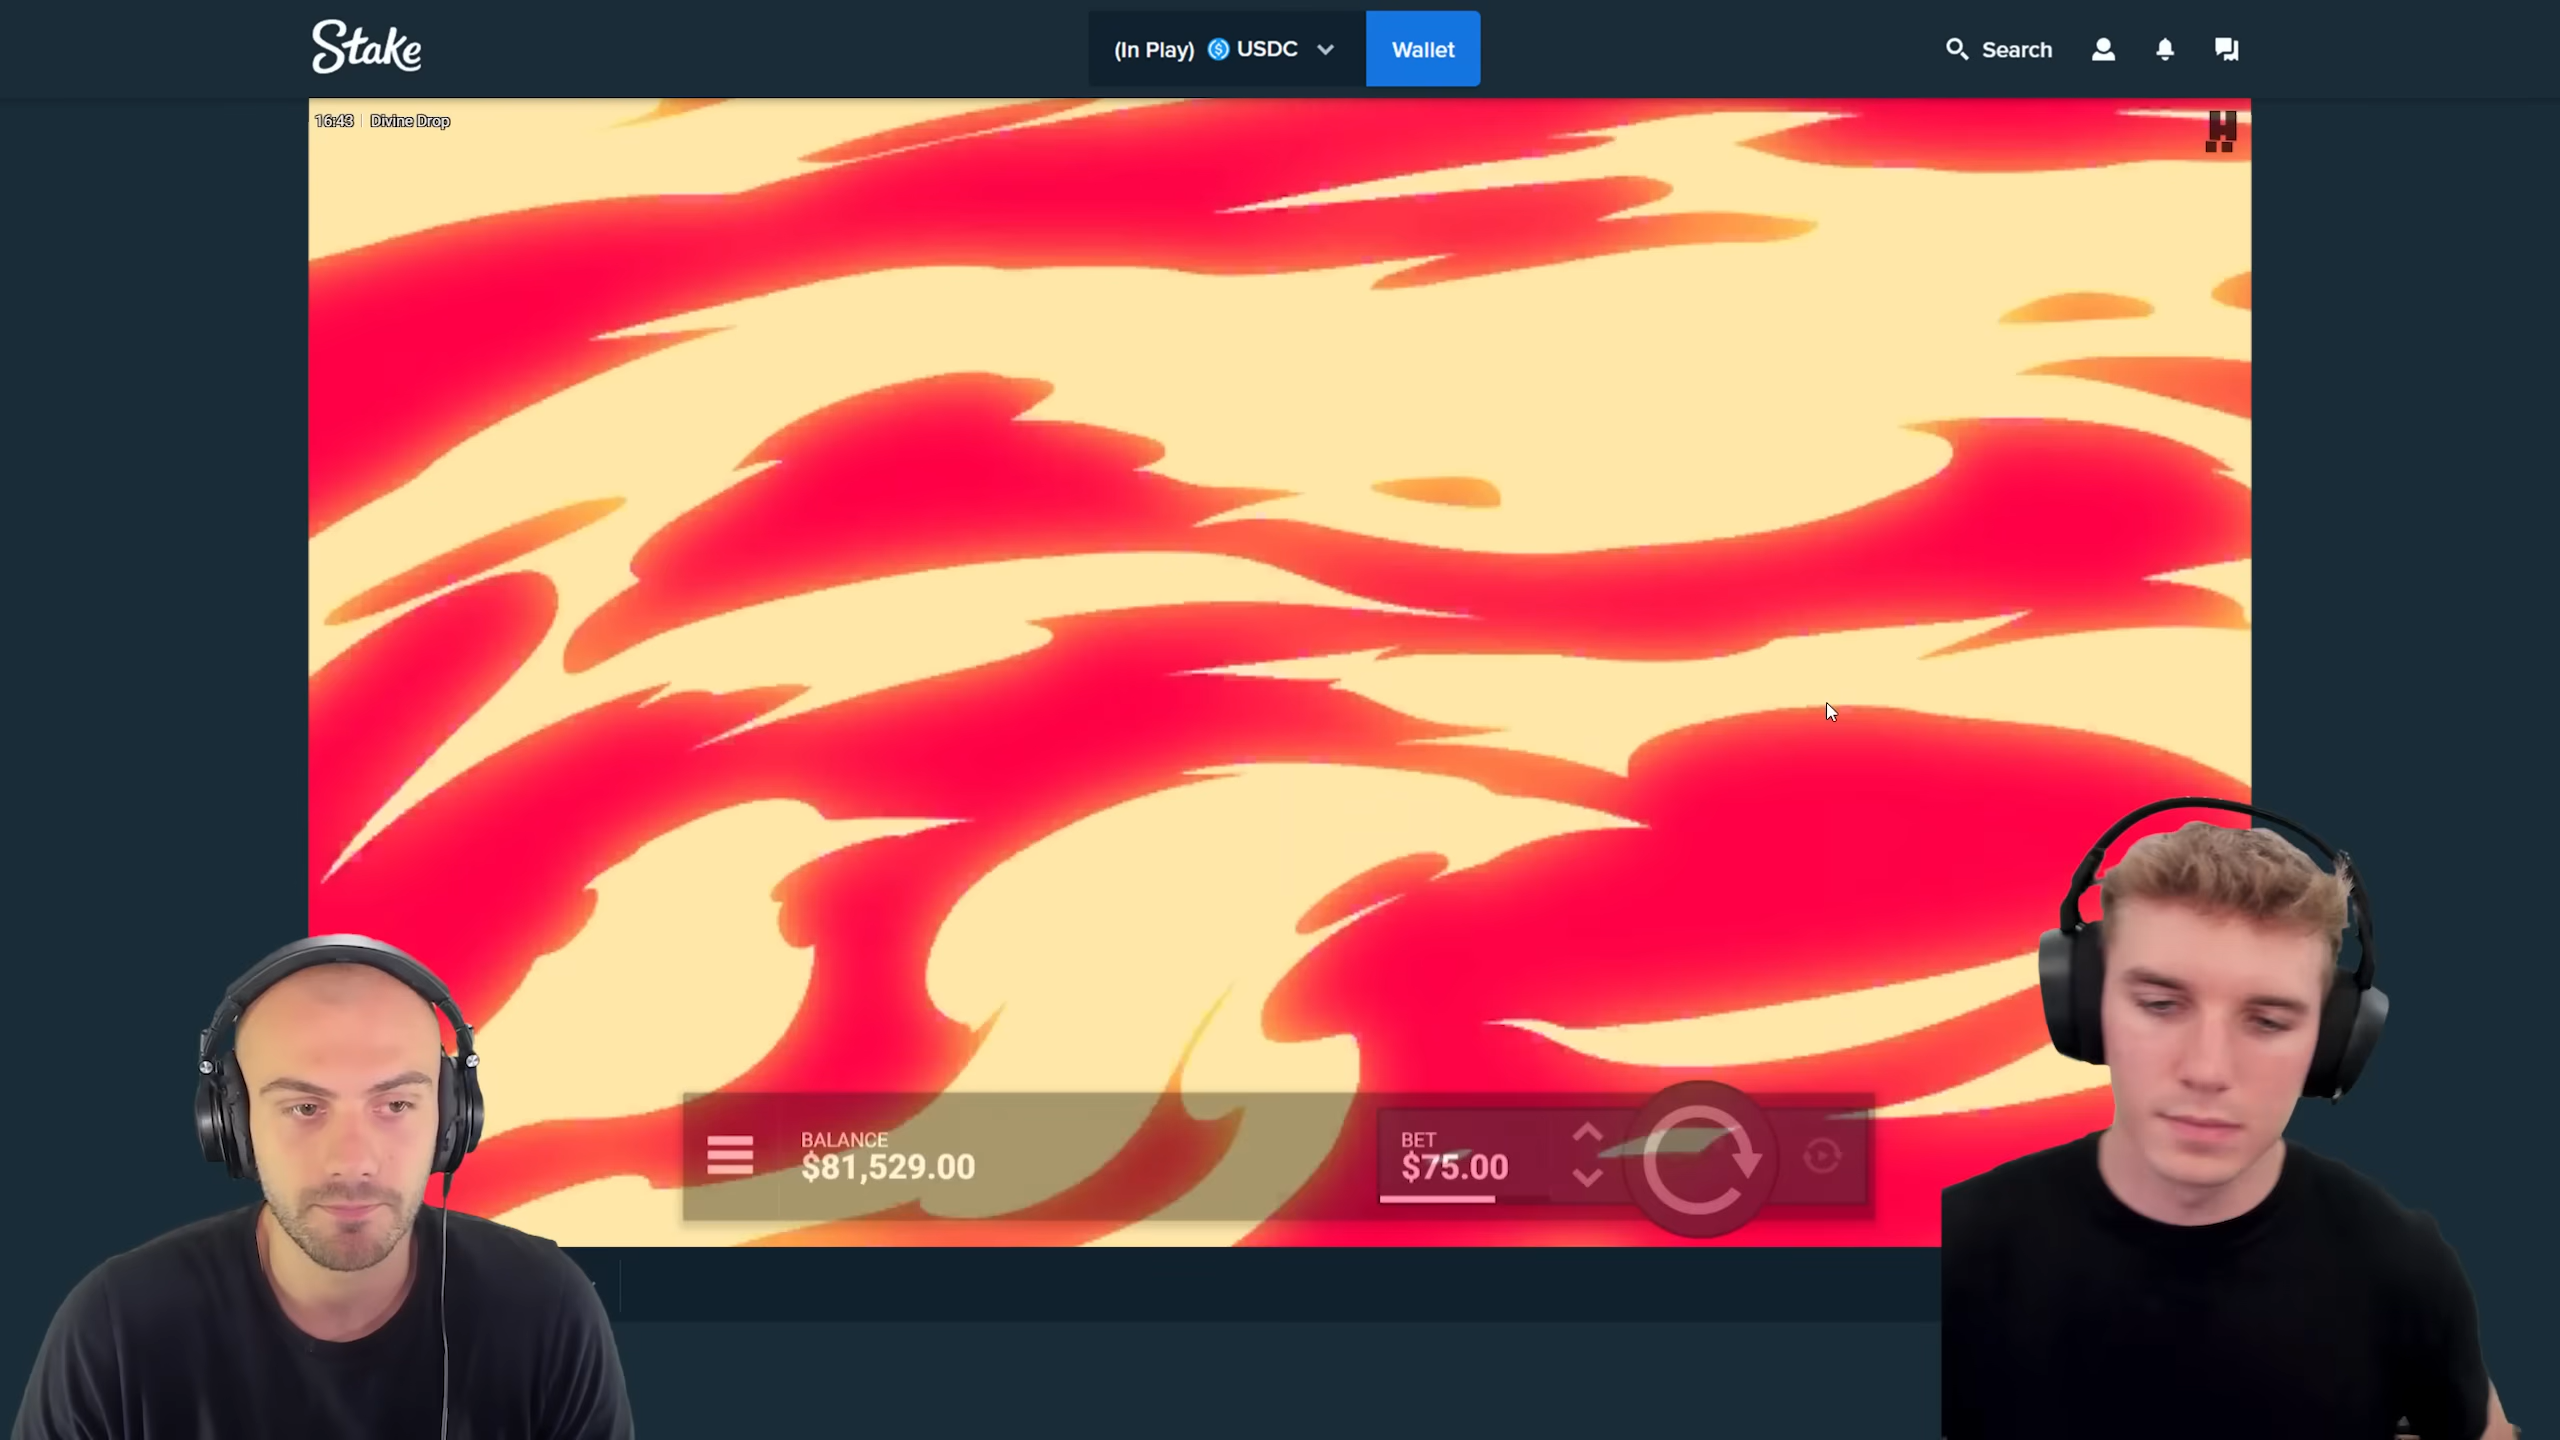 Stake
(In Play) USDC
Wallet
Search
16:43 | Divine Drop
BALANCE
$81,529.00
BET
$75.00